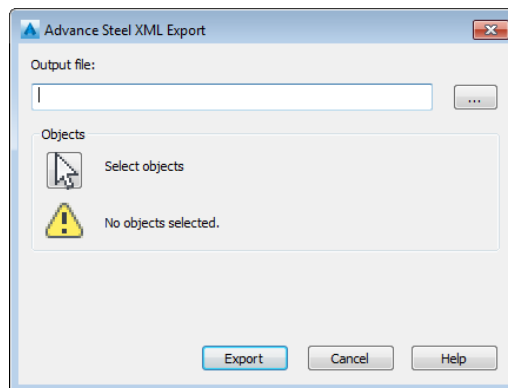 Advance Steel XML Export
Output file:
...
Objects
Select objects
No objects selected.
Export Cancel Help